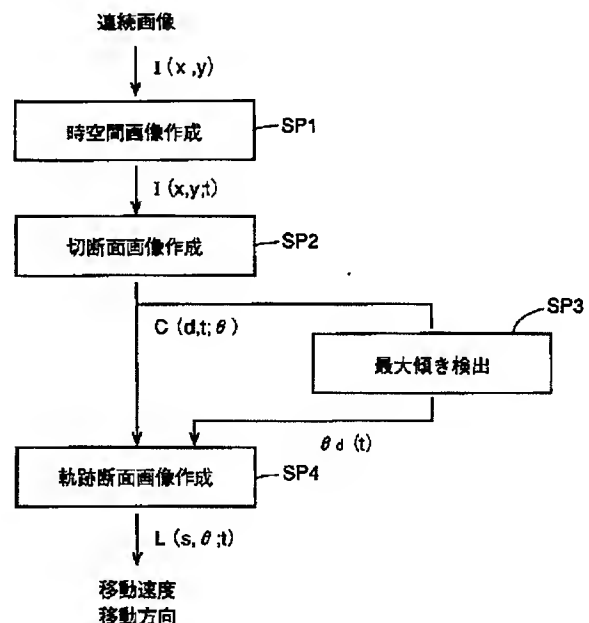 連続画像
I (x,y)
時空間画像作成
SP1
I (x,y;t)
切断面画像作成
SP2
C (d,t;θ)
SP3
最大傾き検出
θd (t)
軌跡断面画像作成
SP4
L (s,θ;t)
移動速度
移動方向